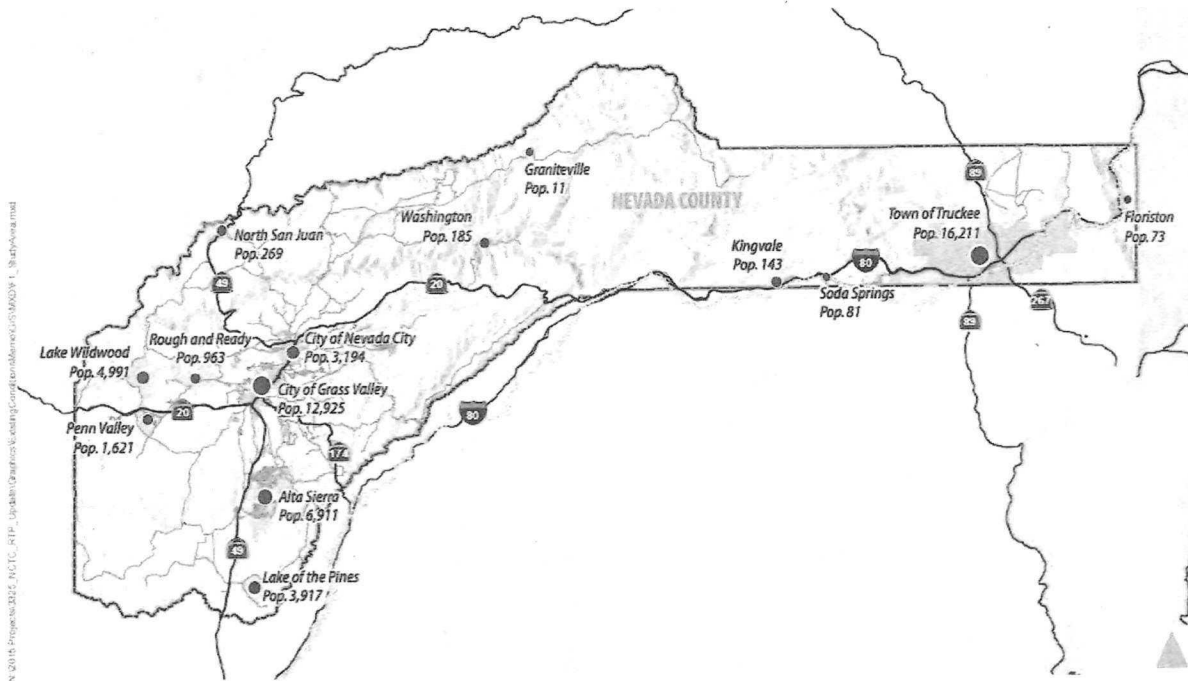 Graniteville
Pop. 11
NEVADA COUNTY
89
Town of Truckee
Pop. 16,211
Floriston
Pop. 73
Washington
Pop. 185
North San Juan
Pop. 269
Kingvale
Pop. 143
80
Soda Springs
Pop. 81
49
20
267
89
Rough and Ready
Pop. 963
City of Nevada City
Pop. 3,194
Lake Wildwood
Pop. 4,991
City of Grass Valley
Pop. 12,925
20
80
Penn Valley
Pop. 1,621
174
Alta Sierra
Pop. 6,911
49
Lake of the Pines
Pop. 3,917